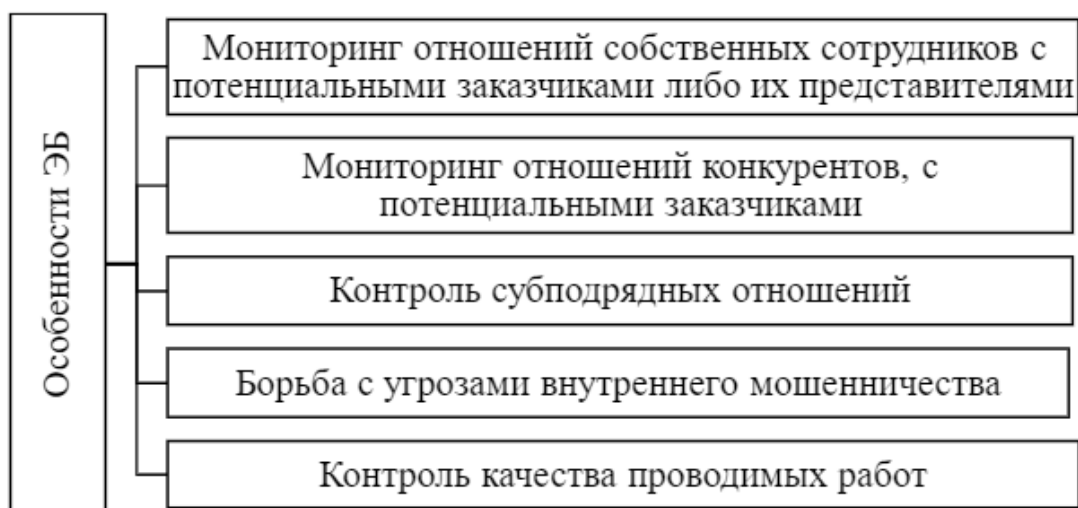 Особенности ЭБ
Мониторинг отношений собственных сотрудников с
потенциальными заказчиками либо их представителями
Мониторинг отношений конкурентов, с
потенциальными заказчиками
Контроль субподрядных отношений
Борьба с угрозами внутреннего мошенничества
Контроль качества проводимых работ